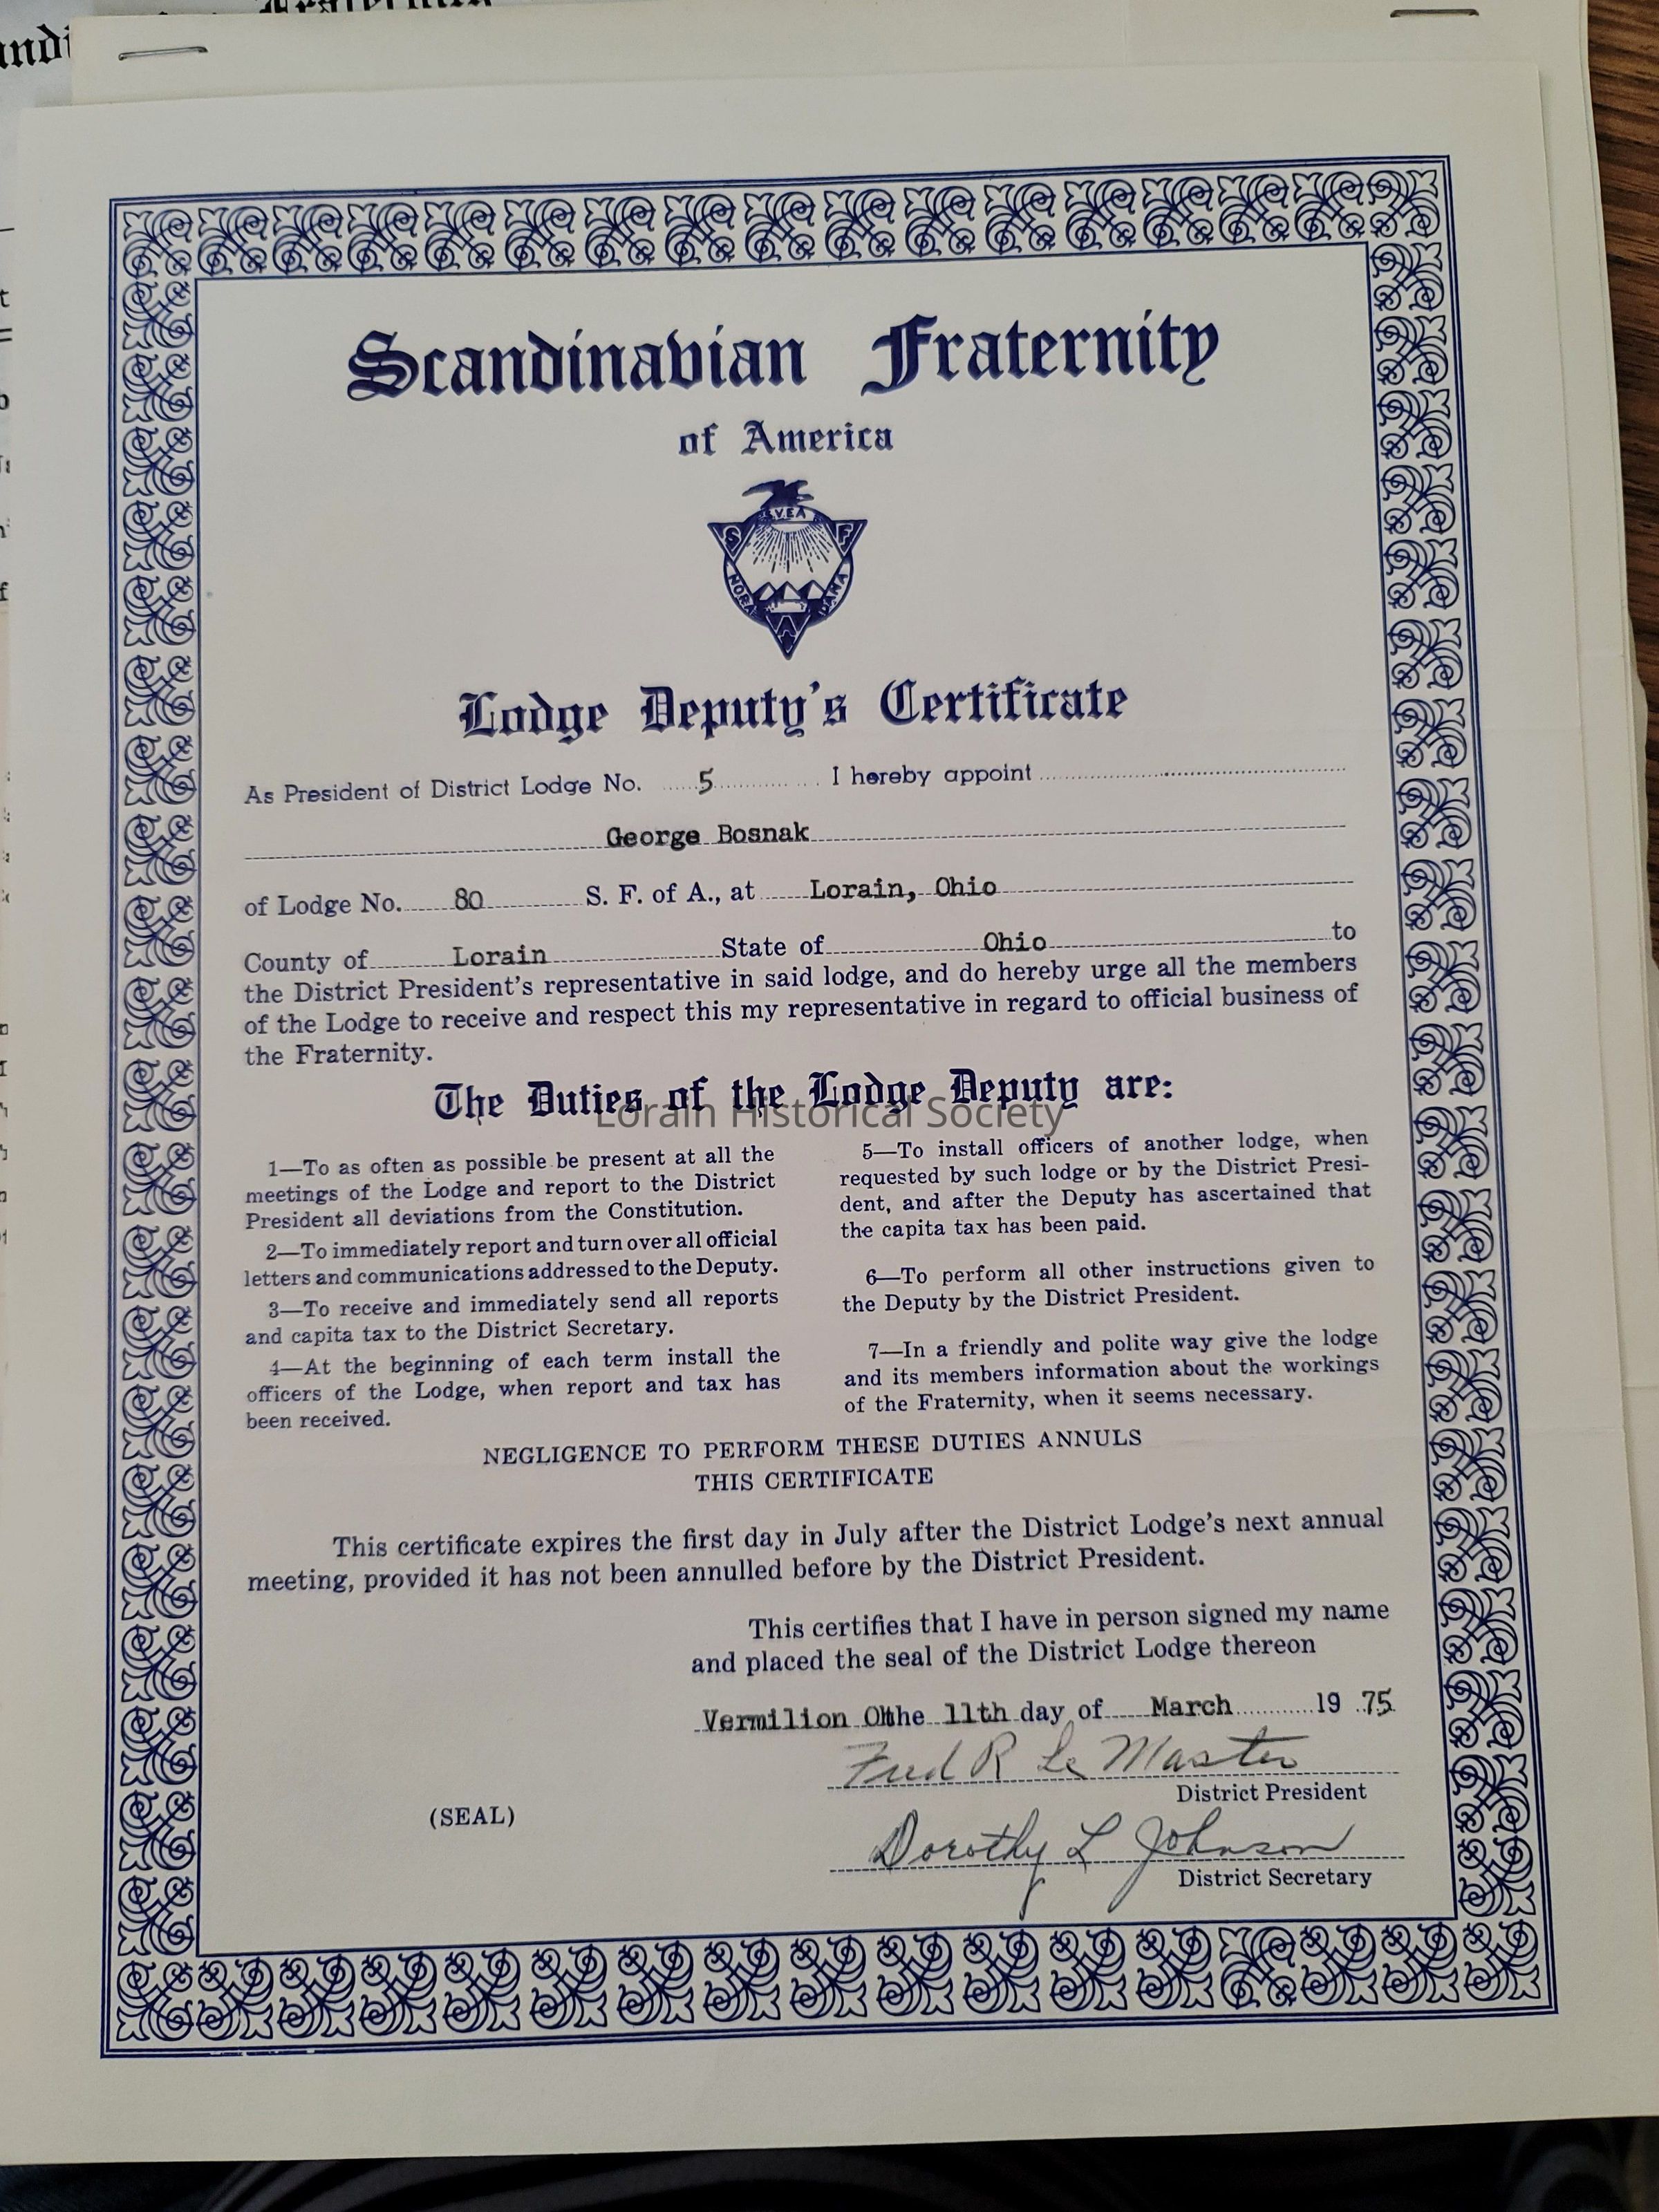 Scandinavian Fraternity
of America
VEA
S F
NORA DANA
A
Lodge Deputy's Certificate
As President of District Lodge No. 5 I hereby appoint
George Bosnak
of Lodge No. 80 S. F. of A., at Lorain, Ohio
County of Lorain State of Ohio to
the District President's representative in said lodge, and do hereby urge all the members
of the Lodge to receive and respect this my representative in regard to official business of
the Fraternity.
The Duties of the Lodge Deputy are:
Lorain Historical Society
1—To as often as possible be present at all the
meetings of the Lodge and report to the District
President all deviations from the Constitution.
2—To immediately report and turn over all official
letters and communications addressed to the Deputy.
3—To receive and immediately send all reports
and capita tax to the District Secretary.
4—At the beginning of each term install the
officers of the Lodge, when report and tax has
been received.
5—To install officers of another lodge, when
requested by such lodge or by the District Presi-
dent, and after the Deputy has ascertained that
the capita tax has been paid.
6—To perform all other instructions given to
the Deputy by the District President.
7—In a friendly and polite way give the lodge
and its members information about the workings
of the Fraternity, when it seems necessary.
NEGLIGENCE TO PERFORM THESE DUTIES ANNULS
THIS CERTIFICATE
This certificate expires the first day in July after the District Lodge's next annual
meeting, provided it has not been annulled before by the District President.
This certifies that I have in person signed my name
and placed the seal of the District Lodge thereon
Vermilion Oh the 11th day of March 19 75
Fred R Le Master
District President
(SEAL)
Dorothy L Johnson
District Secretary